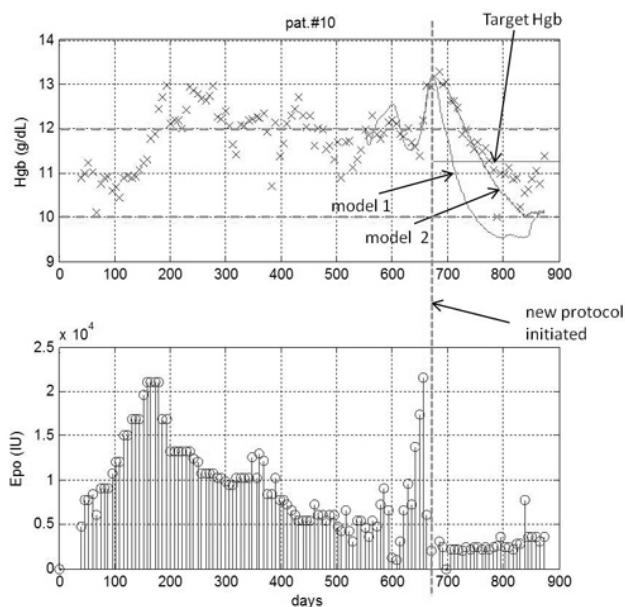 pat.#10
Target Hgb
14
13
12
11
10
9
Hgb (g/dL)
model 1
model 2
0 100 200 300 400 500 600 700 800 900
new protocol
initiated
x 10^4
2.5
2
1.5
1
0.5
0
Epo (IU)
0 100 200 300 400 500 600 700 800 900
days